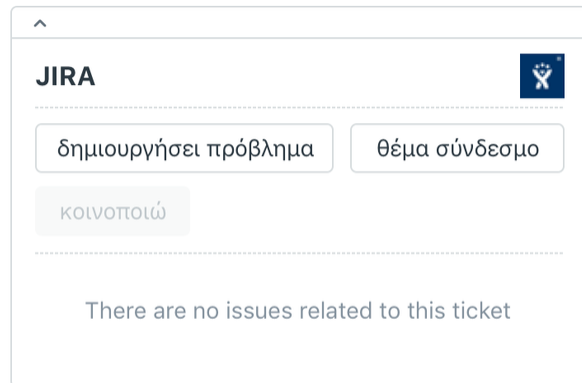 JIRA
δημιουργήσει πρόβλημα θέμα σύνδεσμο
κοινοποιώ
There are no issues related to this ticket